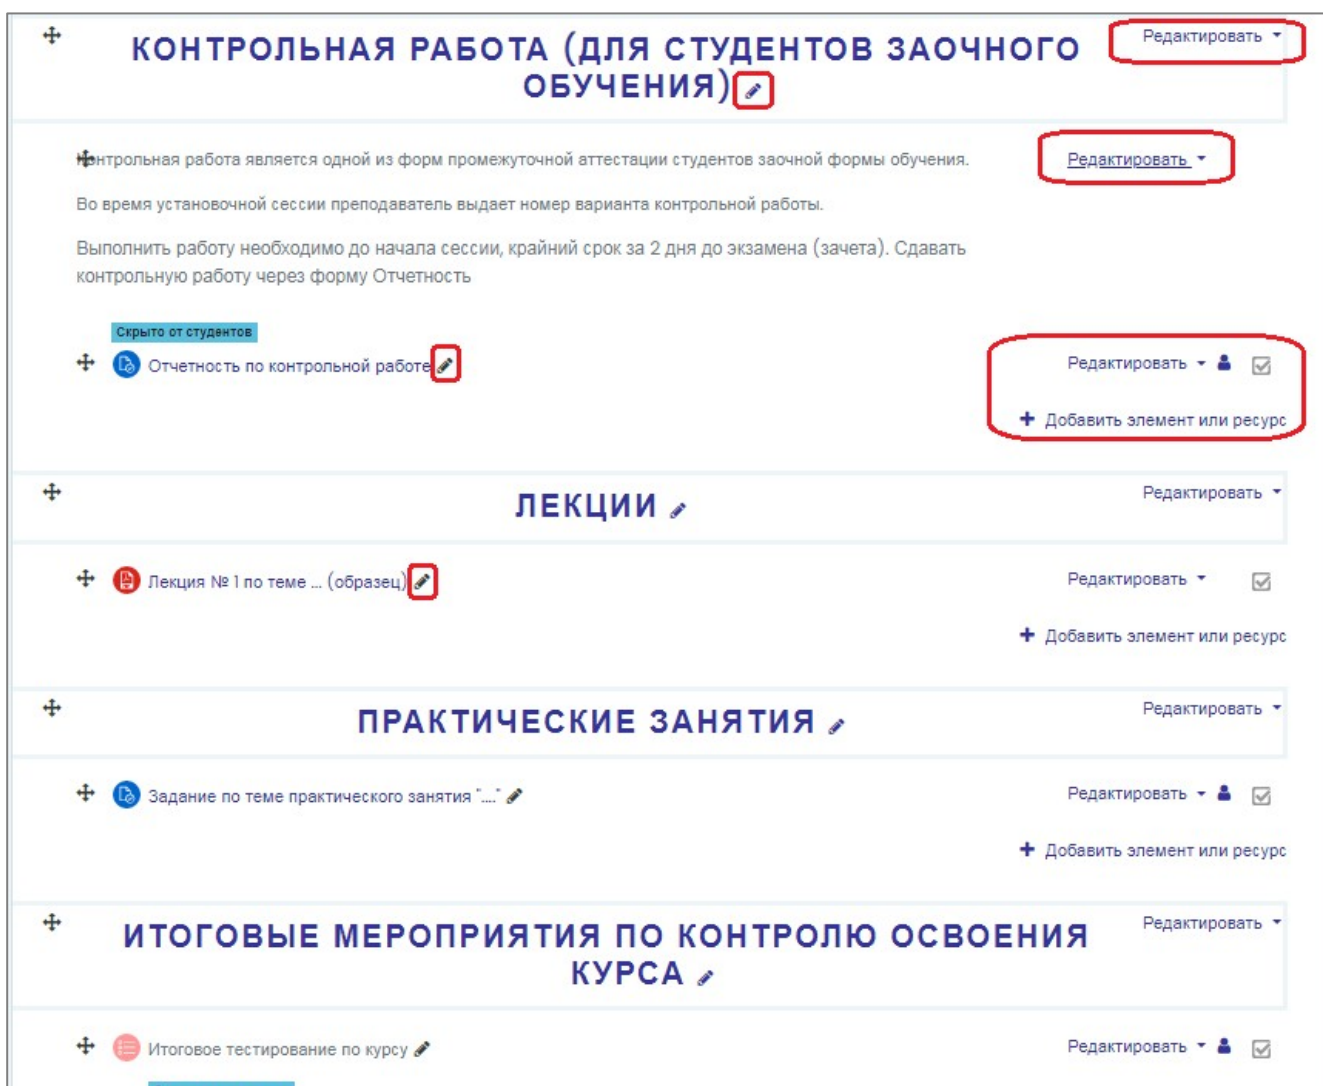 КОНТРОЛЬНАЯ РАБОТА (ДЛЯ СТУДЕНТОВ ЗАОЧНОГО
ОБУЧЕНИЯ)
Редактировать
Контрольная работа является одной из форм промежуточной аттестации студентов заочной формы обучения.
Редактировать
Во время установочной сессии преподаватель выдает номер варианта контрольной работы.
Выполнить работу необходимо до начала сессии, крайний срок за 2 дня до экзамена (зачета). Сдавать
контрольную работу через форму Отчетность
Скрыто от студентов
Отчетность по контрольной работе
Редактировать
Добавить элемент или ресурс
ЛЕКЦИИ
Редактировать
Лекция № 1 по теме ... (образец)
Редактировать
Добавить элемент или ресурс
ПРАКТИЧЕСКИЕ ЗАНЯТИЯ
Редактировать
Задание по теме практического занятия "...."
Редактировать
Добавить элемент или ресурс
ИТОГОВЫЕ МЕРОПРИЯТИЯ ПО КОНТРОЛЮ ОСВОЕНИЯ
КУРСА
Редактировать
Итоговое тестирование по курсу
Редактировать